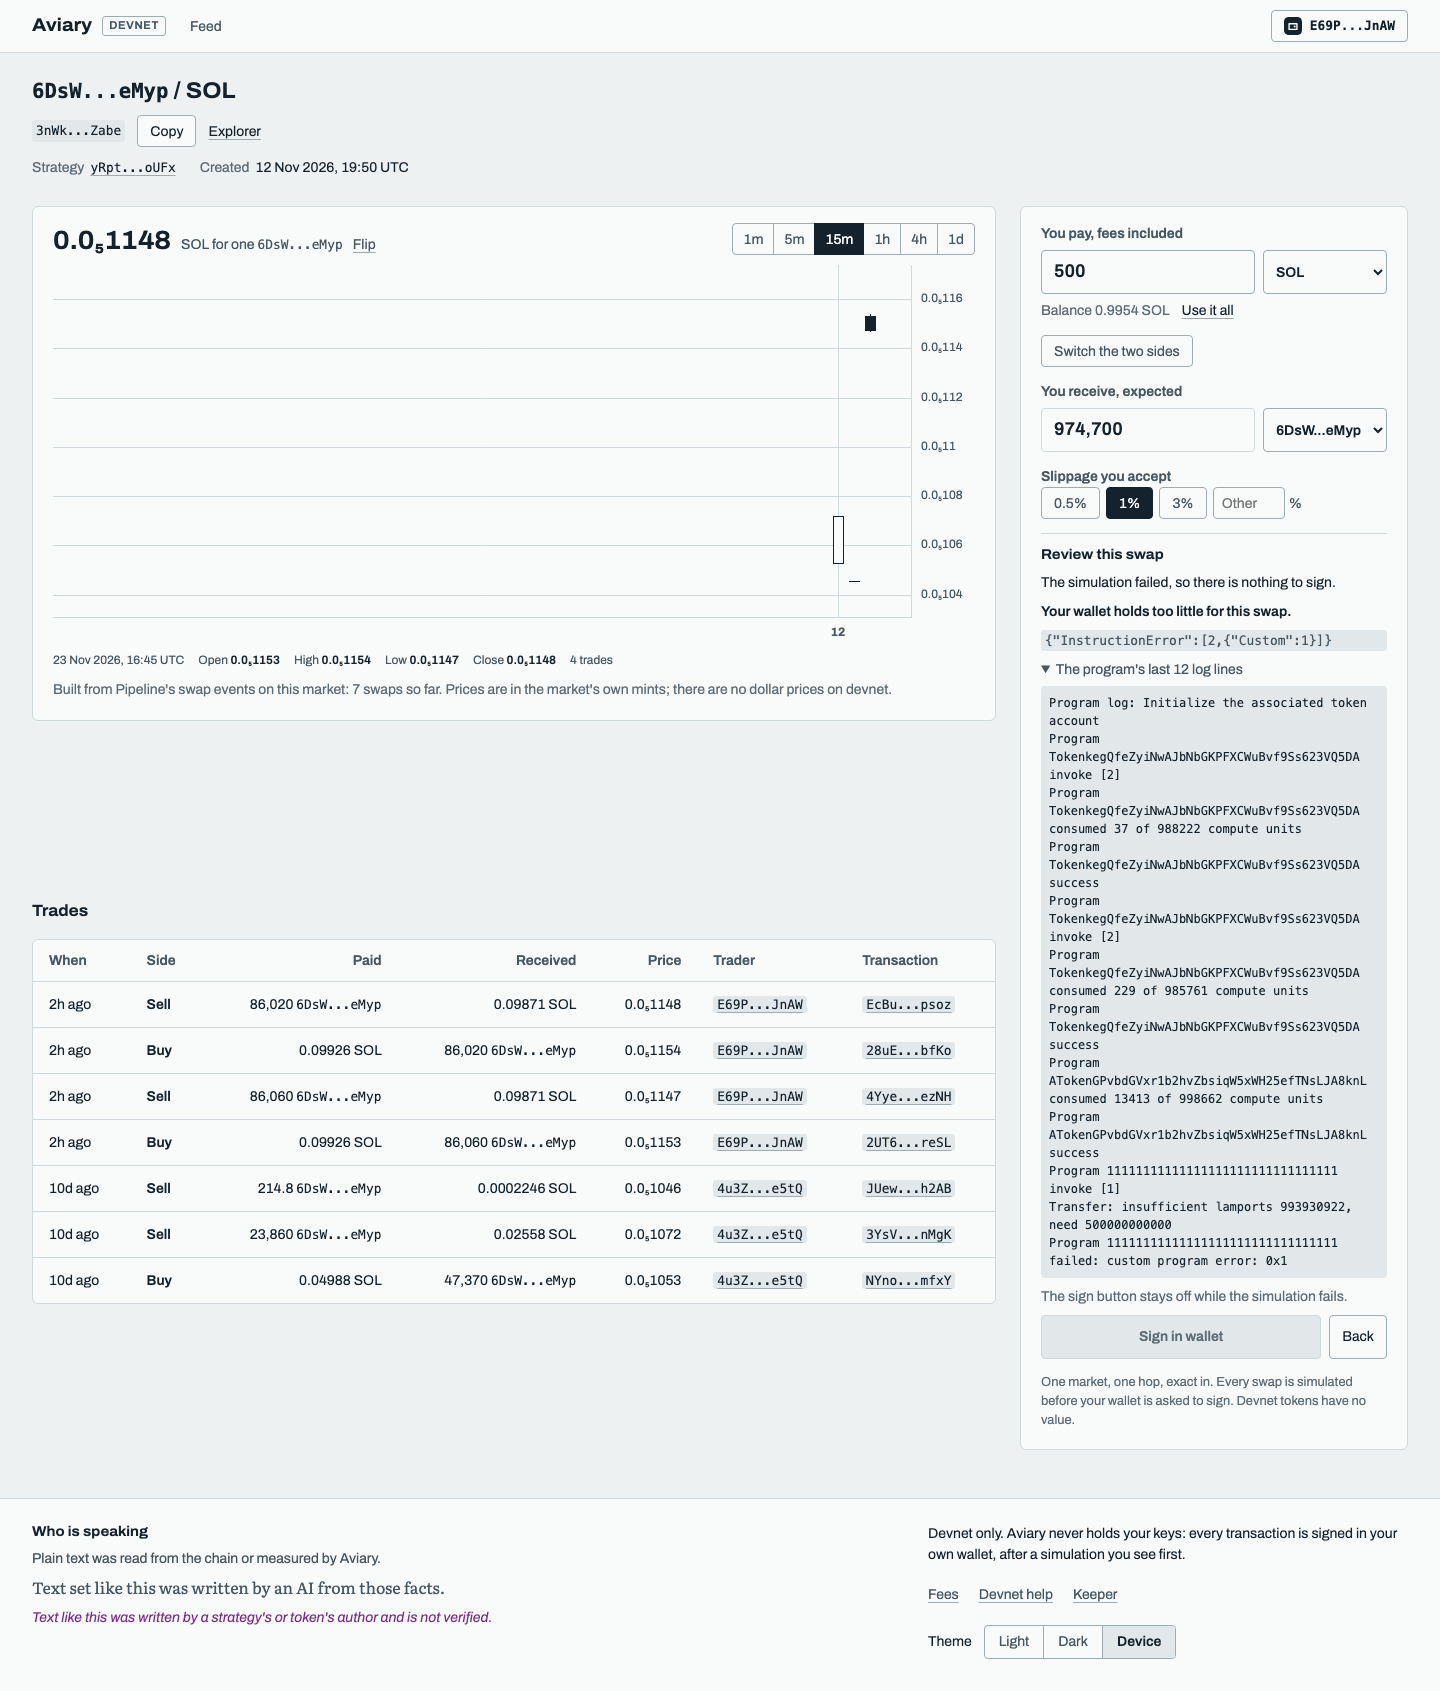 Aviary DEVNET Feed E69P...JnAW
6DsW...eMyp / SOL
3nWk...Zabe Copy Explorer
Strategy yRpt...oUFx Created 12 Nov 2026, 19:50 UTC
0.0₅1148 SOL for one 6DsW...eMyp Flip
1m 5m 15m 1h 4h 1d
0.0₅116
0.0₅114
0.0₅112
0.0₅11
0.0₅108
0.0₅106
0.0₅104
12
23 Nov 2026, 16:45 UTC Open 0.0₅1153 High 0.0₅1154 Low 0.0₅1147 Close 0.0₅1148 4 trades
Built from Pipeline's swap events on this market: 7 swaps so far. Prices are in the market's own mints; there are no dollar prices on devnet.
You pay, fees included
500 SOL
Balance 0.9954 SOL Use it all
Switch the two sides
You receive, expected
974,700 6DsW...eMyp
Slippage you accept
0.5% 1% 3% Other %
Review this swap
The simulation failed, so there is nothing to sign.
Your wallet holds too little for this swap.
{"InstructionError":[2,{"Custom":1}]}
▼ The program's last 12 log lines
Program log: Initialize the associated token
account
Program
TokenkegQfeZyiNwAJbNbGKPFXCWuBvf9Ss623VQ5DA
invoke [2]
Program
TokenkegQfeZyiNwAJbNbGKPFXCWuBvf9Ss623VQ5DA
consumed 37 of 988222 compute units
Program
TokenkegQfeZyiNwAJbNbGKPFXCWuBvf9Ss623VQ5DA
success
Program
TokenkegQfeZyiNwAJbNbGKPFXCWuBvf9Ss623VQ5DA
invoke [2]
Program
TokenkegQfeZyiNwAJbNbGKPFXCWuBvf9Ss623VQ5DA
consumed 229 of 985761 compute units
Program
TokenkegQfeZyiNwAJbNbGKPFXCWuBvf9Ss623VQ5DA
success
Program
ATokenGPvbdGVxr1b2hvZbsiqW5xWH25efTNsLJA8knL
consumed 13413 of 998662 compute units
Program
ATokenGPvbdGVxr1b2hvZbsiqW5xWH25efTNsLJA8knL
success
Program 11111111111111111111111111111111
invoke [1]
Transfer: insufficient lamports 993930922,
need 500000000000
Program 11111111111111111111111111111111
failed: custom program error: 0x1
The sign button stays off while the simulation fails.
Sign in wallet Back
One market, one hop, exact in. Every swap is simulated
before your wallet is asked to sign. Devnet tokens have no
value.
Trades
When Side Paid Received Price Trader Transaction
2h ago Sell 86,020 6DsW...eMyp 0.09871 SOL 0.0₅1148 E69P...JnAW EcBu...psoz
2h ago Buy 0.09926 SOL 86,020 6DsW...eMyp 0.0₅1154 E69P...JnAW 28uE...bfKo
2h ago Sell 86,060 6DsW...eMyp 0.09871 SOL 0.0₅1147 E69P...JnAW 4Yye...ezNH
2h ago Buy 0.09926 SOL 86,060 6DsW...eMyp 0.0₅1153 E69P...JnAW 2UT6...reSL
10d ago Sell 214.8 6DsW...eMyp 0.0002246 SOL 0.0₅1046 4u3Z...e5tQ JUew...h2AB
10d ago Sell 23,860 6DsW...eMyp 0.02558 SOL 0.0₅1072 4u3Z...e5tQ 3YsV...nMgK
10d ago Buy 0.04988 SOL 47,370 6DsW...eMyp 0.0₅1053 4u3Z...e5tQ NYno...mfxY
Who is speaking
Plain text was read from the chain or measured by Aviary.
Text set like this was written by an AI from those facts.
Text like this was written by a strategy's or token's author and is not verified.
Devnet only. Aviary never holds your keys: every transaction is signed in your
own wallet, after a simulation you see first.
Fees Devnet help Keeper
Theme Light Dark Device